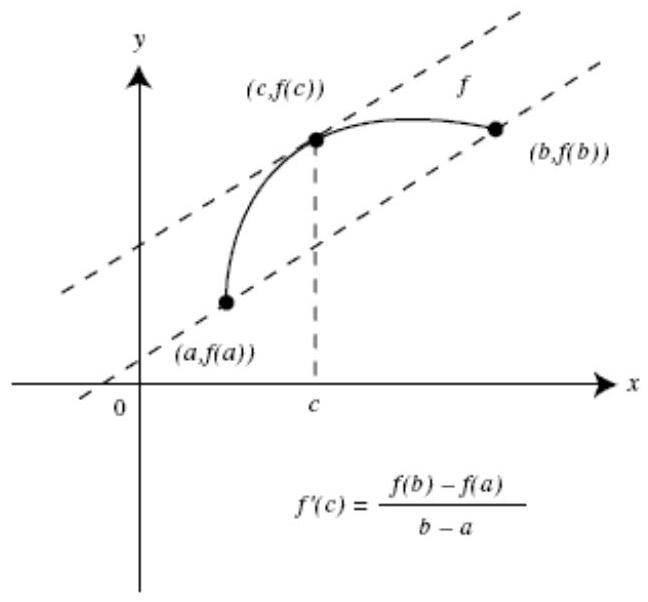 y
(c,f(c))
f
(b,f(b))
(a,f(a))
x
0
c
f'(c) = f(b) – f(a)
b – a